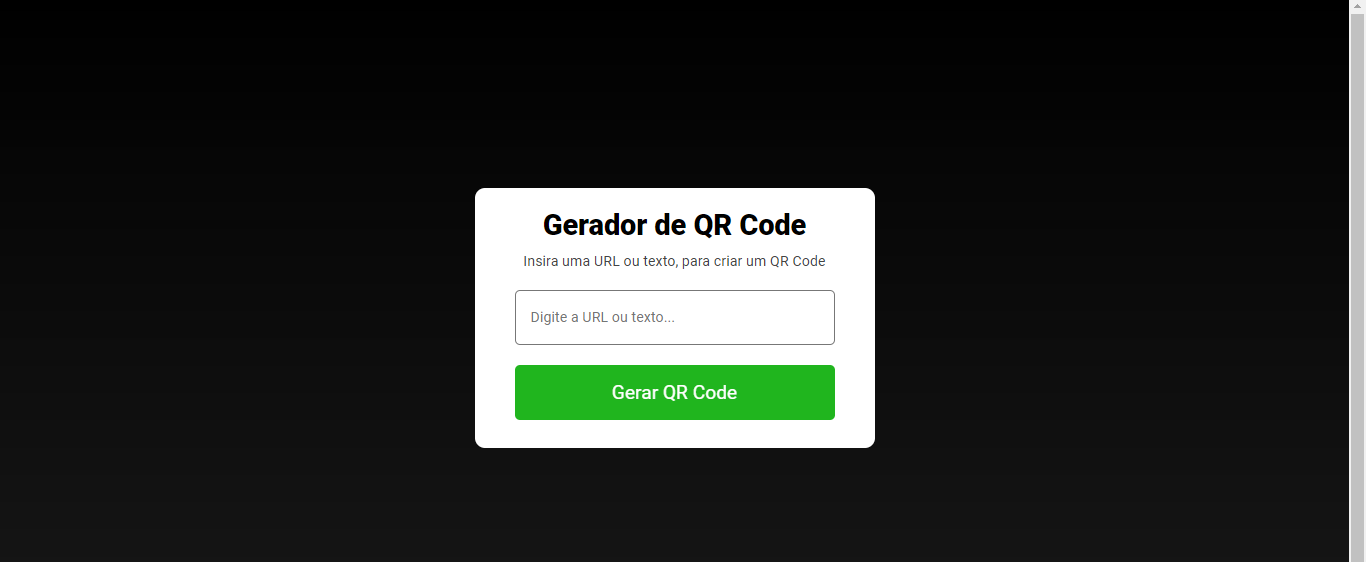 Gerador de QR Code
Insira uma URL ou texto, para criar um QR Code
Digite a URL ou texto...
Gerar QR Code